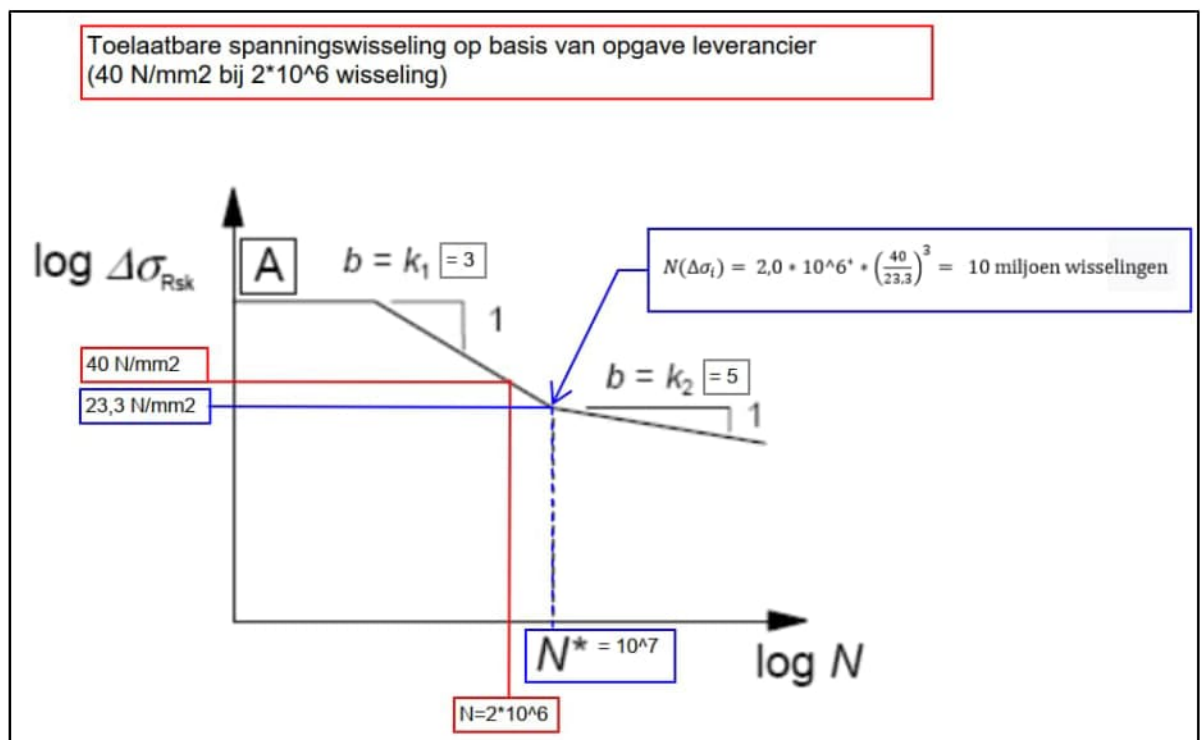 Toelaatbare spanningswisseling op basis van opgave leverancier
(40 N/mm2 bij 2*10^6 wisseling)
log Δσ_Rsk
A
b = k₁ = 3
1
N(Δσᵢ) = 2,0 * 10^6' * (40/23,3)³ = 10 miljoen wisselingen
40 N/mm2
b = k₂ = 5
23,3 N/mm2
1
N* = 10^7
log N
N=2*10^6